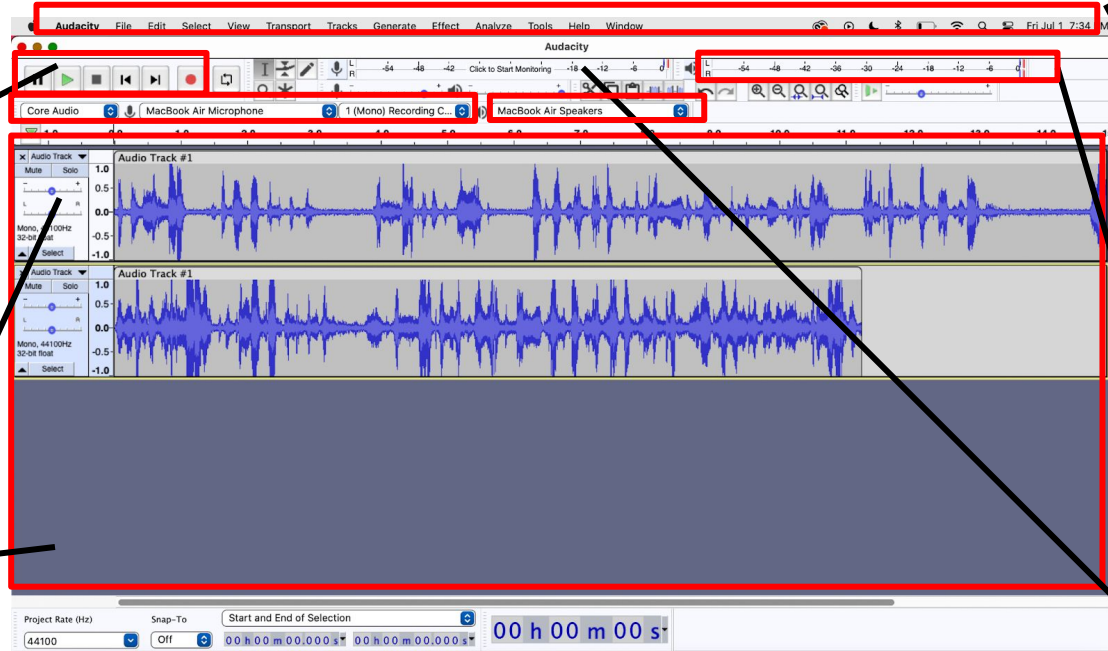 Audacity File Edit Select View Transport Tracks Generate Effect Analyze Tools Help Window Fri Jul 1 7:34
Audacity
L R -54 -48 -42 Click to Start Monitoring -18 -12 -6 0 L R -54 -48 -42 -36 -30 -24 -18 -12 -6 0
Core Audio MacBook Air Microphone 1 (Mono) Recording C... MacBook Air Speakers
1.0 0.0 1.0 2.0 3.0 4.0 5.0 6.0 7.0 8.0 9.0 10.0 11.0 12.0 13.0 14.0
X Audio Track Audio Track #1
Mute Solo 1.0
- + 0.5
L R 0.0
Mono, 44100Hz -0.5
32-bit float
Select -1.0
X Audio Track Audio Track #1
Mute Solo 1.0
- + 0.5
L R 0.0
Mono, 44100Hz -0.5
32-bit float
Select -1.0
Project Rate (Hz) Snap-To Start and End of Selection
44100 Off 00 h 00 m 00.000 s 00 h 00 m 00.000 s 00 h 00 m 00 s